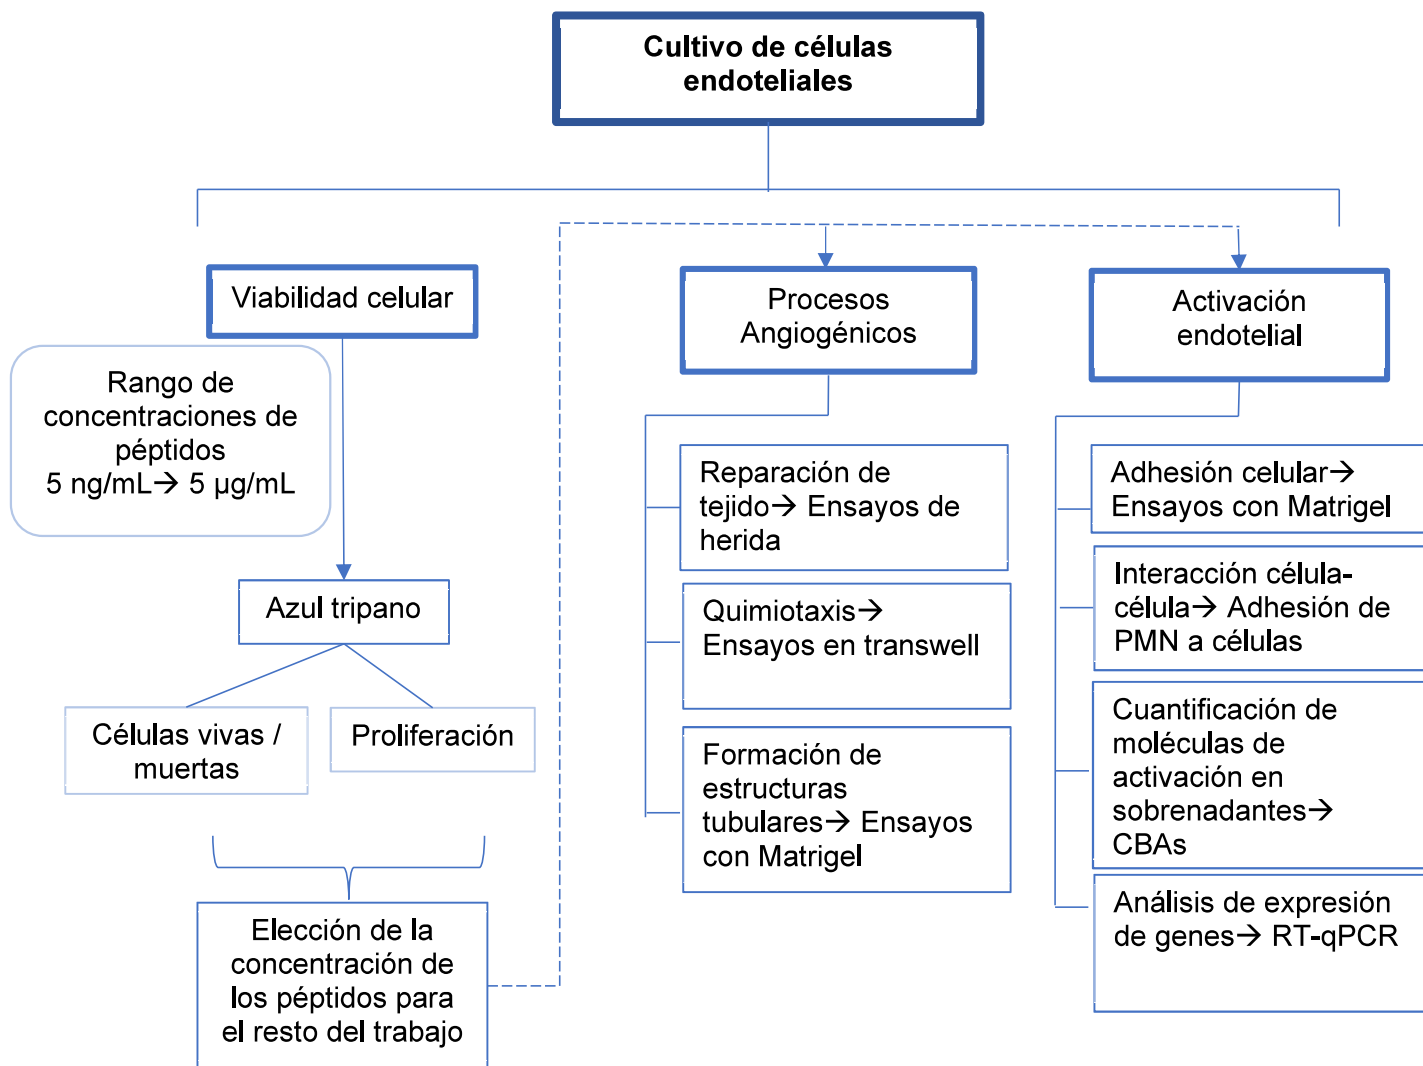 Cultivo de células
endoteliales
Viabilidad celular
Rango de
concentraciones de
péptidos
5 ng/mL→ 5 µg/mL
Azul tripano
Células vivas /
muertas
Proliferación
Elección de la
concentración de
los péptidos para
el resto del trabajo
Procesos
Angiogénicos
Reparación de
tejido→ Ensayos de
herida
Quimiotaxis→
Ensayos en transwell
Formación de
estructuras
tubulares→ Ensayos
con Matrigel
Activación
endotelial
Adhesión celular→
Ensayos con Matrigel
Interacción célula-
célula→ Adhesión de
PMN a células
Cuantificación de
moléculas de
activación en
sobrenadantes→
CBAs
Análisis de expresión
de genes→ RT-qPCR